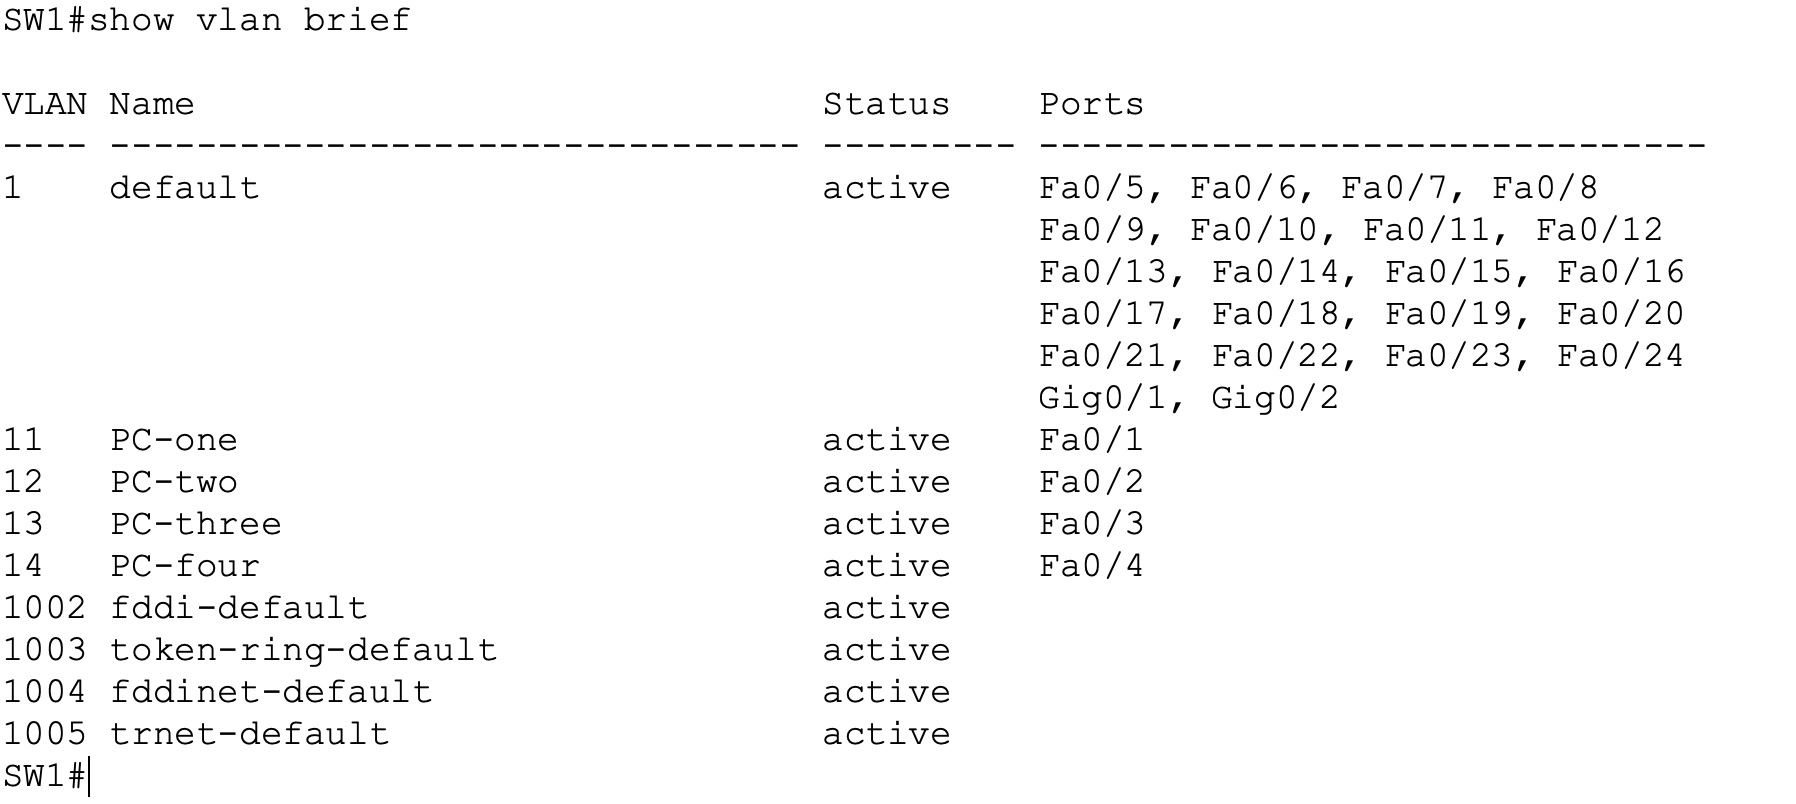 SW1#show vlan brief
VLAN Name                             Status    Ports
---- -------------------------------- --------- -------------------------------
1    default                          active    Fa0/5, Fa0/6, Fa0/7, Fa0/8
                                                Fa0/9, Fa0/10, Fa0/11, Fa0/12
                                                Fa0/13, Fa0/14, Fa0/15, Fa0/16
                                                Fa0/17, Fa0/18, Fa0/19, Fa0/20
                                                Fa0/21, Fa0/22, Fa0/23, Fa0/24
                                                Gig0/1, Gig0/2
11   PC-one                           active    Fa0/1
12   PC-two                           active    Fa0/2
13   PC-three                         active    Fa0/3
14   PC-four                          active    Fa0/4
1002 fddi-default                     active
1003 token-ring-default               active
1004 fddinet-default                  active
1005 trnet-default                    active
SW1#